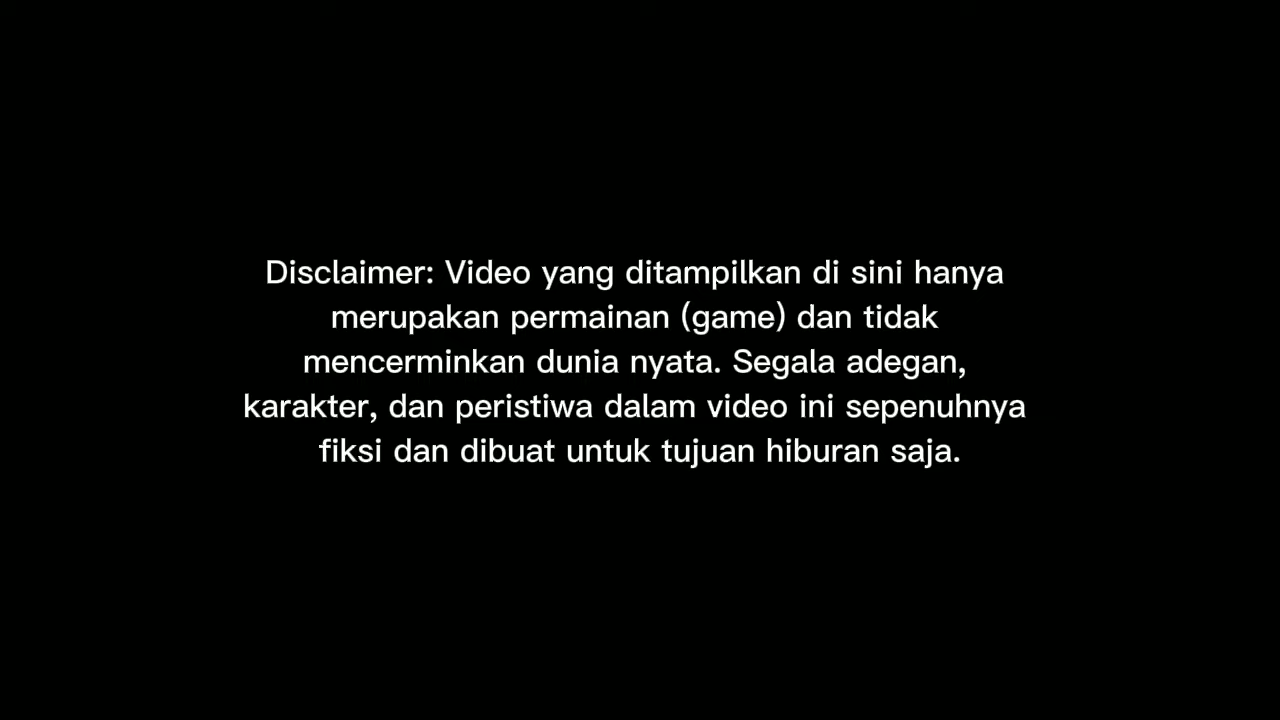 Disclaimer: Video yang ditampilkan di sini hanya
merupakan permainan (game) dan tidak
mencerminkan dunia nyata. Segala adegan,
karakter, dan peristiwa dalam video ini sepenuhnya
fiksi dan dibuat untuk tujuan hiburan saja.